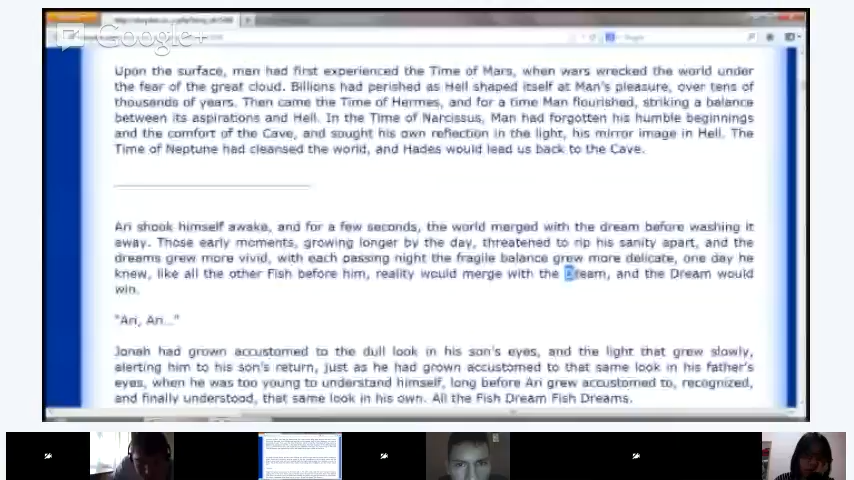 Google+
Upon the surface, man had first experienced the Time of Mars, when wars wrecked the world under
the fear of the great cloud. Billions had perished as Hell shaped itself at Man's pleasure, over tens of
thousands of years. Then came the Time of Hermes, and for a time Man flourished, striking a balance
between its aspirations and Hell. In the Time of Narcissus, Man had forgotten his humble beginnings
and the comfort of the Cave, and sought his own reflection in the light, his mirror image in Hell. The
Time of Neptune had cleansed the world, and Hades would lead us back to the Cave.
Ari shook himself awake, and for a few seconds, the world merged with the dream before washing it
away. Those early moments, growing longer by the day, threatened to rip his sanity apart, and the
dreams grew more vivid, with each passing night the fragile balance grew more delicate, one day he
knew, like all the other Fish before him, reality would merge with the Dream, and the Dream would
win.
"Ari, Ari..."
Jonah had grown accustomed to the dull look in his son's eyes, and the light that grew slowly,
alerting him to his son's return, just as he had grown accustomed to that same look in his father's
eyes, when he was too young to understand himself, long before Ari grew accustomed to, recognized,
and finally understood, that same look in his own. All the Fish Dream Fish Dreams.